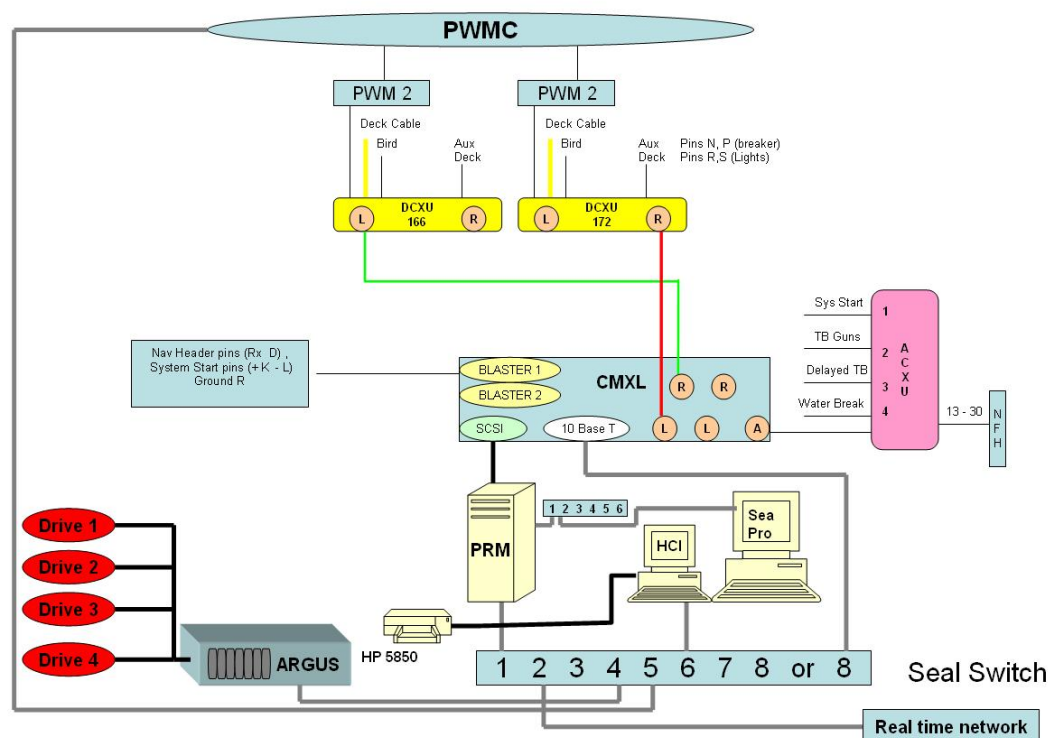 PWMC
PWM 2
PWM 2
Deck Cable
Bird
Aux
Deck
Deck Cable
Bird
Aux
Deck
Pins N, P (breaker)
Pins R,S (Lights)
L
DCXU
166
R
L
DCXU
172
R
Nav Header pins (Rx D) ,
System Start pins (+ K - L)
Ground R
BLASTER 1
BLASTER 2
CMXL
R
R
SCSI
10 Base T
L
L
A
Sys Start
1
TB Guns
2
Delayed TB
3
Water Break
4
ACXU
13 - 30
NFH
PRM
1 2 3 4 5 6
HCI
Sea
Pro
Drive 1
Drive 2
Drive 3
Drive 4
ARGUS
HP 5850
1 2 3 4 5 6 7 8 or 8
Seal Switch
Real time network